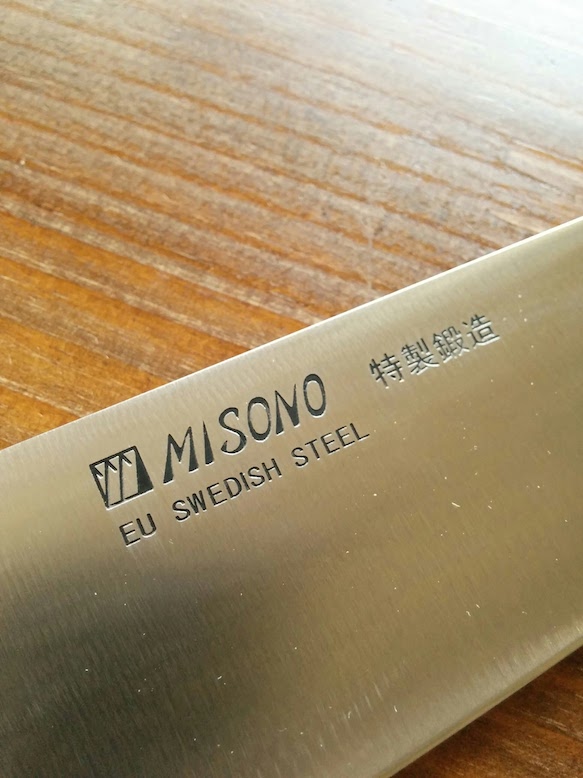 MISONO 特製鍛造
EU SWEDISH STEEL